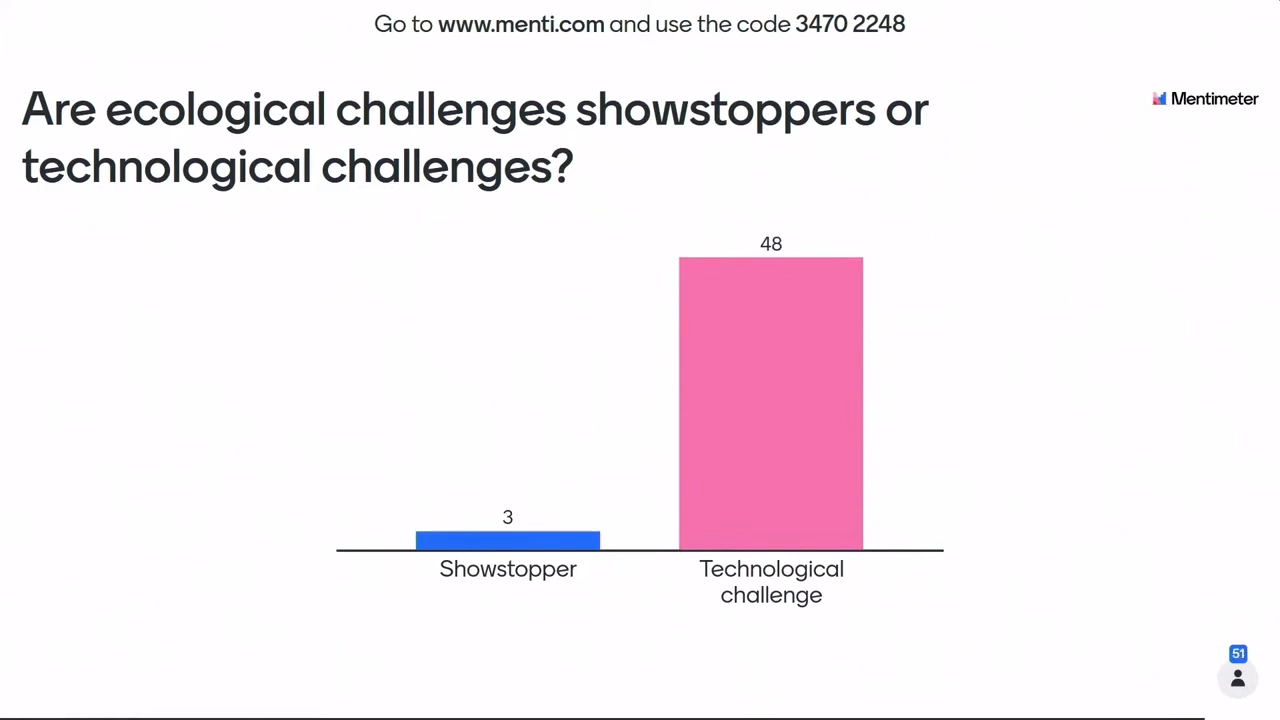 Go to www.menti.com and use the code 3470 2248
Are ecological challenges showstoppers or
technological challenges?
Mentimeter
48
3
Showstopper
Technological
challenge
51